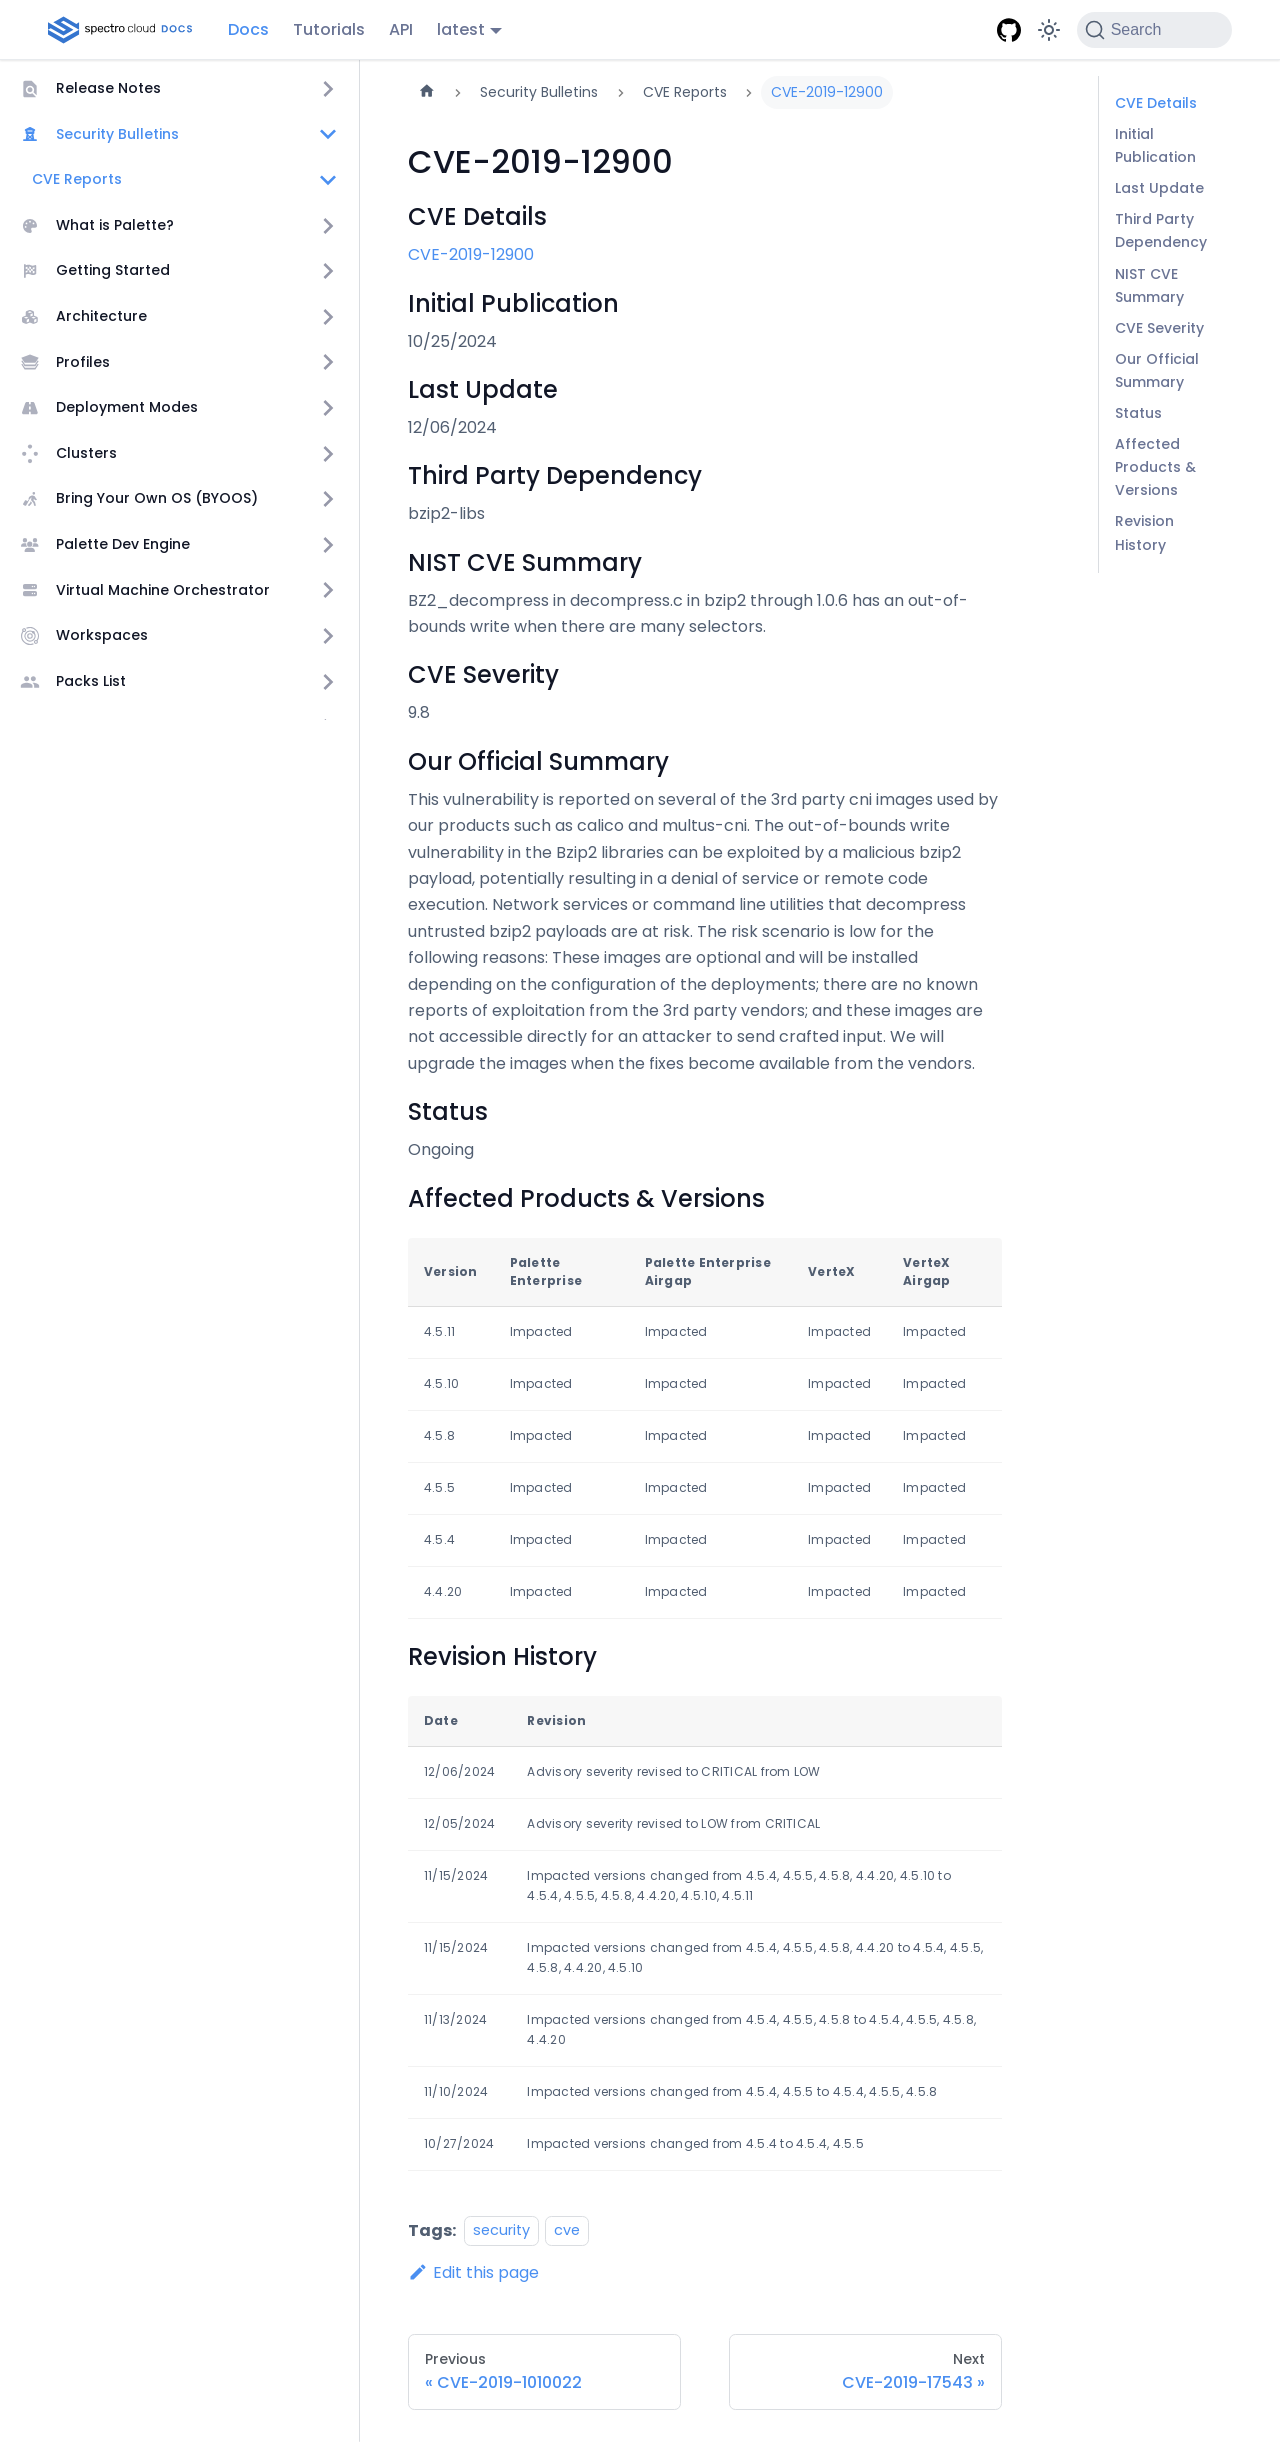 spectro cloud DOCS Docs Tutorials API latest Search
Release Notes
Security Bulletins
CVE Reports
What is Palette?
Getting Started
Architecture
Profiles
Deployment Modes
Clusters
Bring Your Own OS (BYOOS)
Palette Dev Engine
Virtual Machine Orchestrator
Workspaces
Packs List
Security Bulletins CVE Reports CVE-2019-12900
CVE-2019-12900
CVE Details
CVE-2019-12900
Initial Publication
10/25/2024
Last Update
12/06/2024
Third Party Dependency
bzip2-libs
NIST CVE Summary
BZ2_decompress in decompress.c in bzip2 through 1.0.6 has an out-of-
bounds write when there are many selectors.
CVE Severity
9.8
Our Official Summary
This vulnerability is reported on several of the 3rd party cni images used by
our products such as calico and multus-cni. The out-of-bounds write
vulnerability in the Bzip2 libraries can be exploited by a malicious bzip2
payload, potentially resulting in a denial of service or remote code
execution. Network services or command line utilities that decompress
untrusted bzip2 payloads are at risk. The risk scenario is low for the
following reasons: These images are optional and will be installed
depending on the configuration of the deployments; there are no known
reports of exploitation from the 3rd party vendors; and these images are
not accessible directly for an attacker to send crafted input. We will
upgrade the images when the fixes become available from the vendors.
Status
Ongoing
Affected Products & Versions
Version Palette Enterprise Palette Enterprise Airgap VerteX VerteX Airgap
4.5.11 Impacted Impacted Impacted Impacted
4.5.10 Impacted Impacted Impacted Impacted
4.5.8 Impacted Impacted Impacted Impacted
4.5.5 Impacted Impacted Impacted Impacted
4.5.4 Impacted Impacted Impacted Impacted
4.4.20 Impacted Impacted Impacted Impacted
Revision History
Date Revision
12/06/2024 Advisory severity revised to CRITICAL from LOW
12/05/2024 Advisory severity revised to LOW from CRITICAL
11/15/2024 Impacted versions changed from 4.5.4, 4.5.5, 4.5.8, 4.4.20, 4.5.10 to
4.5.4, 4.5.5, 4.5.8, 4.4.20, 4.5.10, 4.5.11
11/15/2024 Impacted versions changed from 4.5.4, 4.5.5, 4.5.8, 4.4.20 to 4.5.4, 4.5.5,
4.5.8, 4.4.20, 4.5.10
11/13/2024 Impacted versions changed from 4.5.4, 4.5.5, 4.5.8 to 4.5.4, 4.5.5, 4.5.8,
4.4.20
11/10/2024 Impacted versions changed from 4.5.4, 4.5.5 to 4.5.4, 4.5.5, 4.5.8
10/27/2024 Impacted versions changed from 4.5.4 to 4.5.4, 4.5.5
Tags: security cve
Edit this page
Previous
« CVE-2019-1010022
Next
CVE-2019-17543 »
CVE Details
Initial
Publication
Last Update
Third Party
Dependency
NIST CVE
Summary
CVE Severity
Our Official
Summary
Status
Affected
Products &
Versions
Revision
History